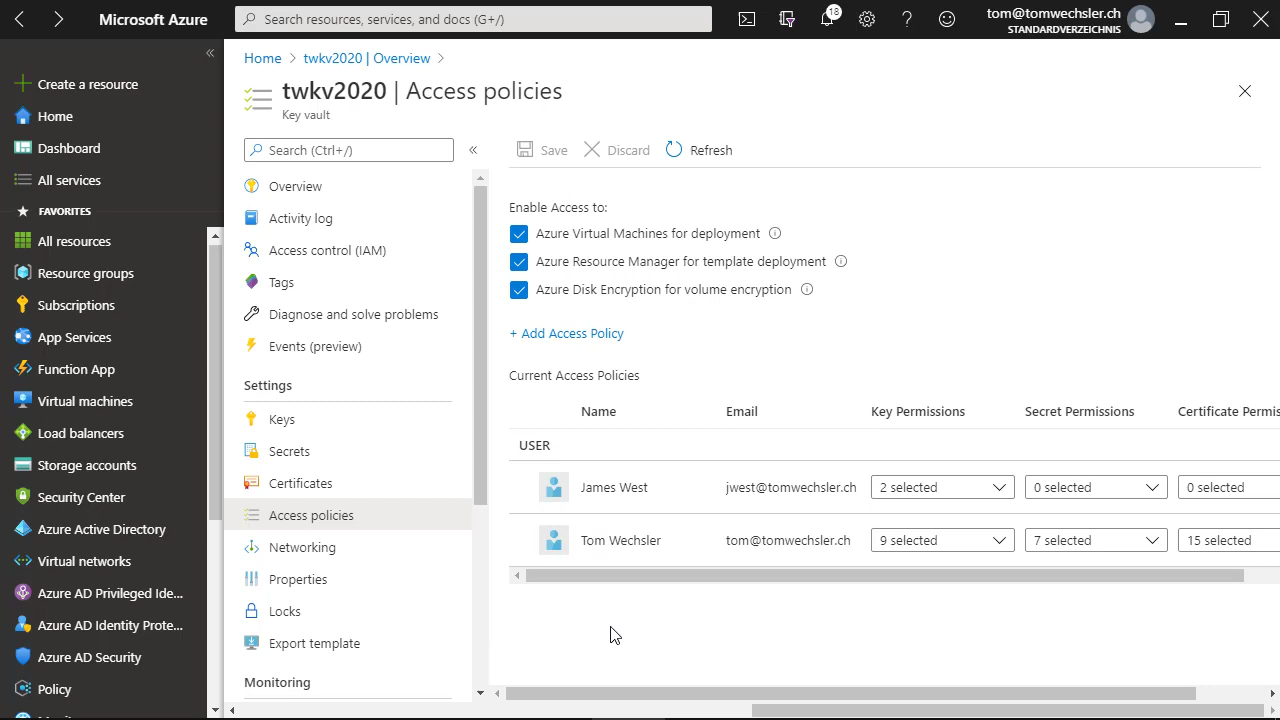 Microsoft Azure
Search resources, services, and docs (G+/)
18
tom@tomwechsler.ch
STANDARDVERZEICHNIS
«
Create a resource
Home
Dashboard
All services
FAVORITES
All resources
Resource groups
Subscriptions
App Services
Function App
Virtual machines
Load balancers
Storage accounts
Security Center
Azure Active Directory
Virtual networks
Azure AD Privileged Ide...
Azure AD Identity Prote...
Azure AD Security
Policy
Home > twkv2020 | Overview >
twkv2020 | Access policies
Key vault
Search (Ctrl+/)
«
Overview
Activity log
Access control (IAM)
Tags
Diagnose and solve problems
Events (preview)
Settings
Keys
Secrets
Certificates
Access policies
Networking
Properties
Locks
Export template
Monitoring
Save Discard Refresh
Enable Access to:
Azure Virtual Machines for deployment
Azure Resource Manager for template deployment
Azure Disk Encryption for volume encryption
+ Add Access Policy
Current Access Policies
Name Email Key Permissions Secret Permissions Certificate Permis
USER
James West jwest@tomwechsler.ch 2 selected 0 selected 0 selected
Tom Wechsler tom@tomwechsler.ch 9 selected 7 selected 15 selected